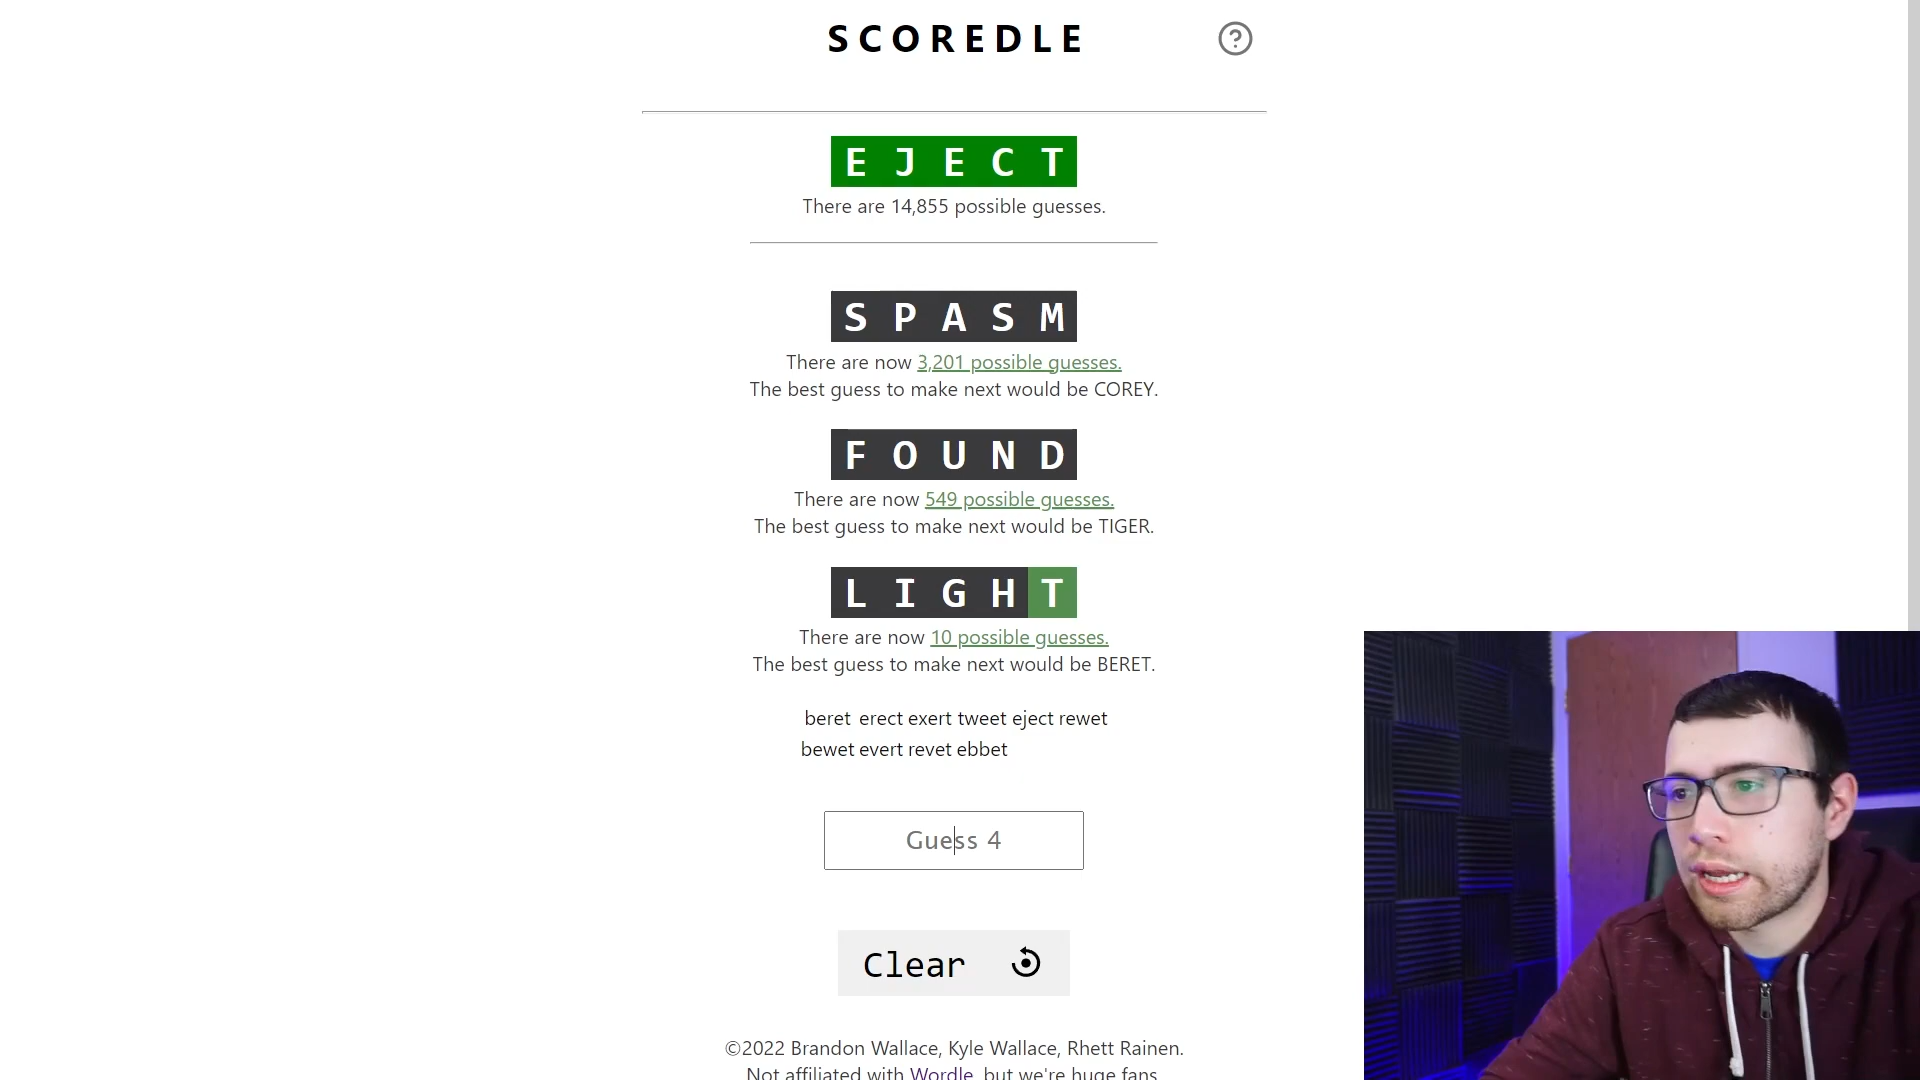 SCOREDLE
?
EJECT
There are 14,855 possible guesses.
SPASM
There are now 3,201 possible guesses.
The best guess to make next would be COREY.
FOUND
There are now 549 possible guesses.
The best guess to make next would be TIGER.
LIGHT
There are now 10 possible guesses.
The best guess to make next would be BERET.
beret erect exert tweet eject rewet
bewet evert revet ebbet
Guess 4
Clear
©2022 Brandon Wallace, Kyle Wallace, Rhett Rainen.
Not affiliated with Wordle, but we're huge fans